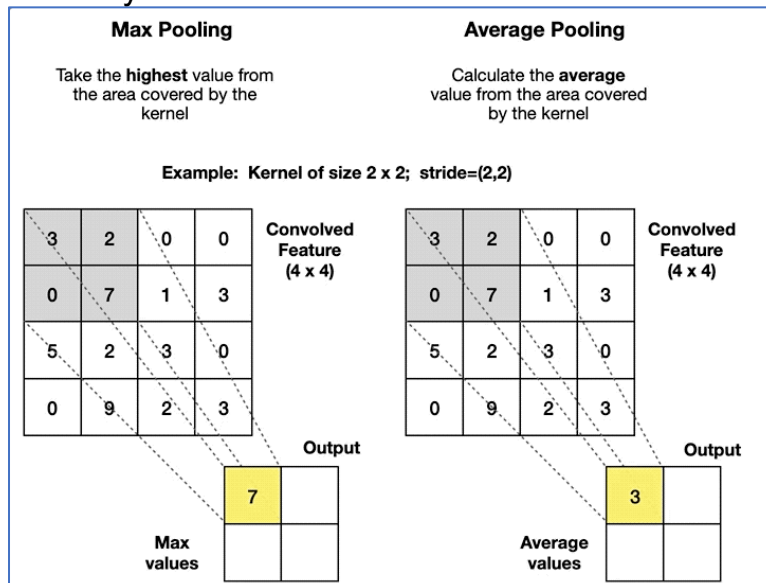 Max Pooling
Take the highest value from
the area covered by the
kernel
Average Pooling
Calculate the average
value from the area covered
by the kernel
Example: Kernel of size 2 x 2; stride=(2,2)
3 2 0 0
0 7 1 3
5 2 3 0
0 9 2 3
Convolved
Feature
(4 x 4)
Output
7
Max
values
3 2 0 0
0 7 1 3
5 2 3 0
0 9 2 3
Convolved
Feature
(4 x 4)
Output
3
Average
values